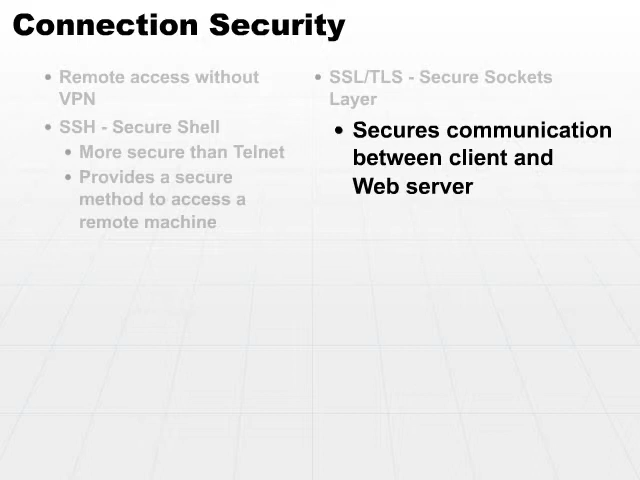 Connection Security
• Remote access without
VPN
• SSH - Secure Shell
• More secure than Telnet
• Provides a secure
method to access a
remote machine
• SSL/TLS - Secure Sockets
Layer
• Secures communication
between client and
Web server